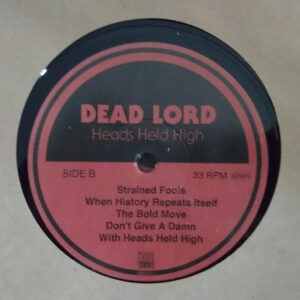 DEAD LORD
Heads Held High
SIDE B
33 RPM
Strained Fools
When History Repeats Itself
The Bold Move
Don't Give A Damn
With Heads Held High